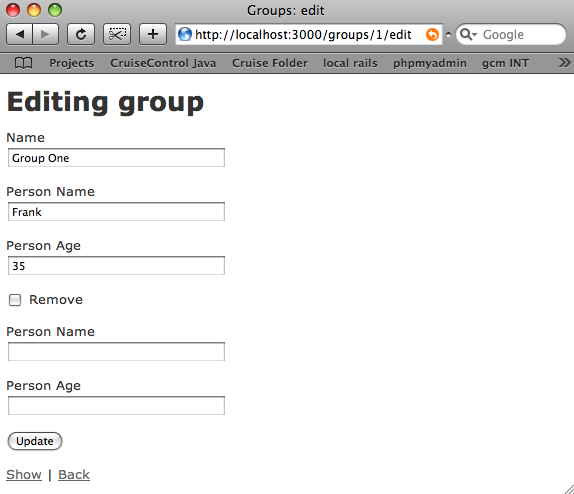 Groups: edit
http://localhost:3000/groups/1/edit
Google
Projects CruiseControl Java Cruise Folder local rails phpmyadmin gcm INT
Editing group
Name
Group One
Person Name
Frank
Person Age
35
Remove
Person Name
Person Age
Update
Show | Back